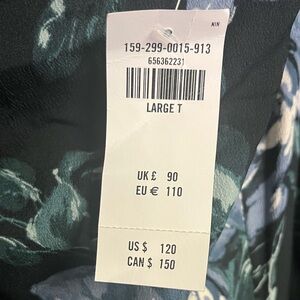 159-299-0015-913
656362231
LARGE T
UK £ 90
EU € 110
US $ 120
CAN $ 150